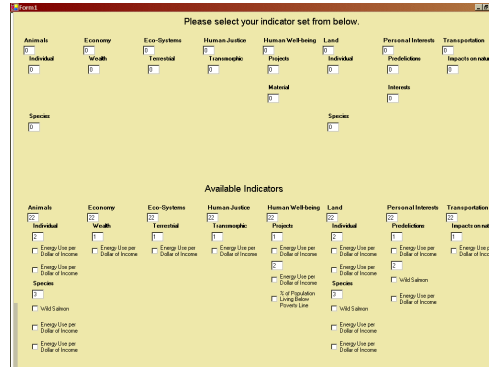 Form1
Please select your indicator set from below.
Animals Economy Eco-Systems Human Justice Human Well-being Land Personal Interests Transportation
0 0 0 0 0 0 0 0
Individual Wealth Terrestrial Transmorphic Projects Individual Predelictions Impacts on natu
0 0 0 0 0 0 0 0
Material Interests
0 0
Species Species
0 0
Available Indicators
Animals Economy Eco-Systems Human Justice Human Well-being Land Personal Interests Transportation
22 22 22 22 22 22 22 22
Individual Wealth Terrestrial Transmorphic Projects Individual Predelictions Impacts on nat
2 1 1 1 1 2 1 1
Energy Use per Energy Use per Energy Use per Energy Use per Energy Use per Energy Use per Energy Use per Energy Use pe
Dollar of Income Dollar of Income Dollar of Income Dollar of Income Dollar of Income Dollar of Income Dollar of Income Dollar of Inco
Energy Use per 2 Energy Use per 2
Dollar of Income Dollar of Income
Species Energy Use per Species Wild Salmon
3 Dollar of Income 3
Wild Salmon % of Population Wild Salmon Energy Use per
Living Below Dollar of Income
Poverts Line
Energy Use per Energy Use per
Dollar of Income Dollar of Income
Energy Use per Energy Use per
Dollar of Income Dollar of Income